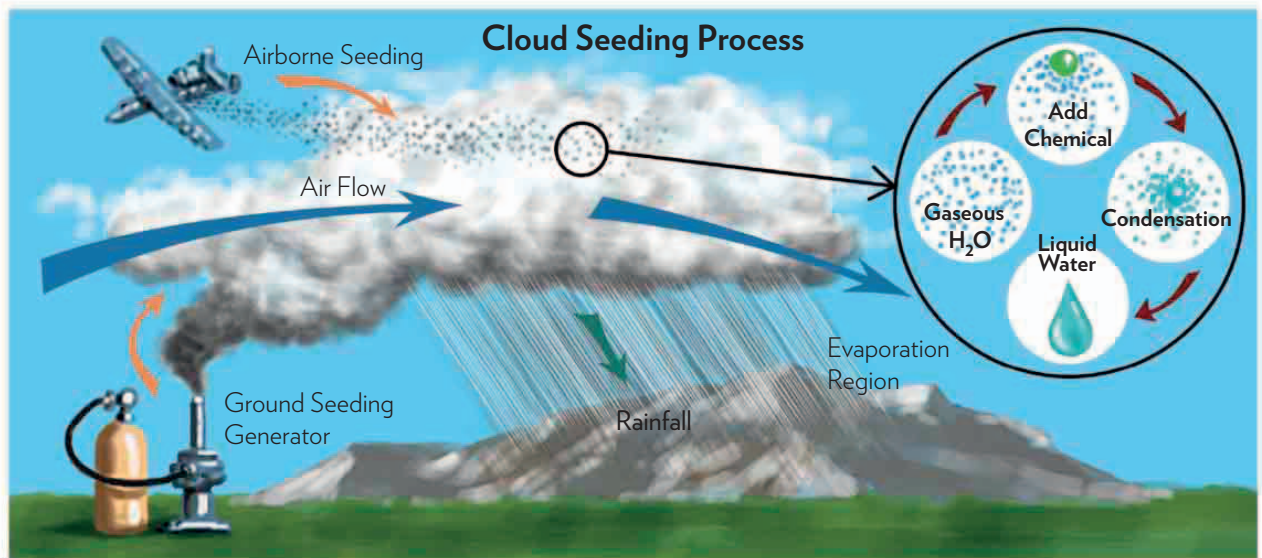 Cloud Seeding Process
Airborne Seeding
Air Flow
Ground Seeding
Generator
Rainfall
Evaporation
Region
Add
Chemical
Gaseous
H₂O
Condensation
Liquid
Water